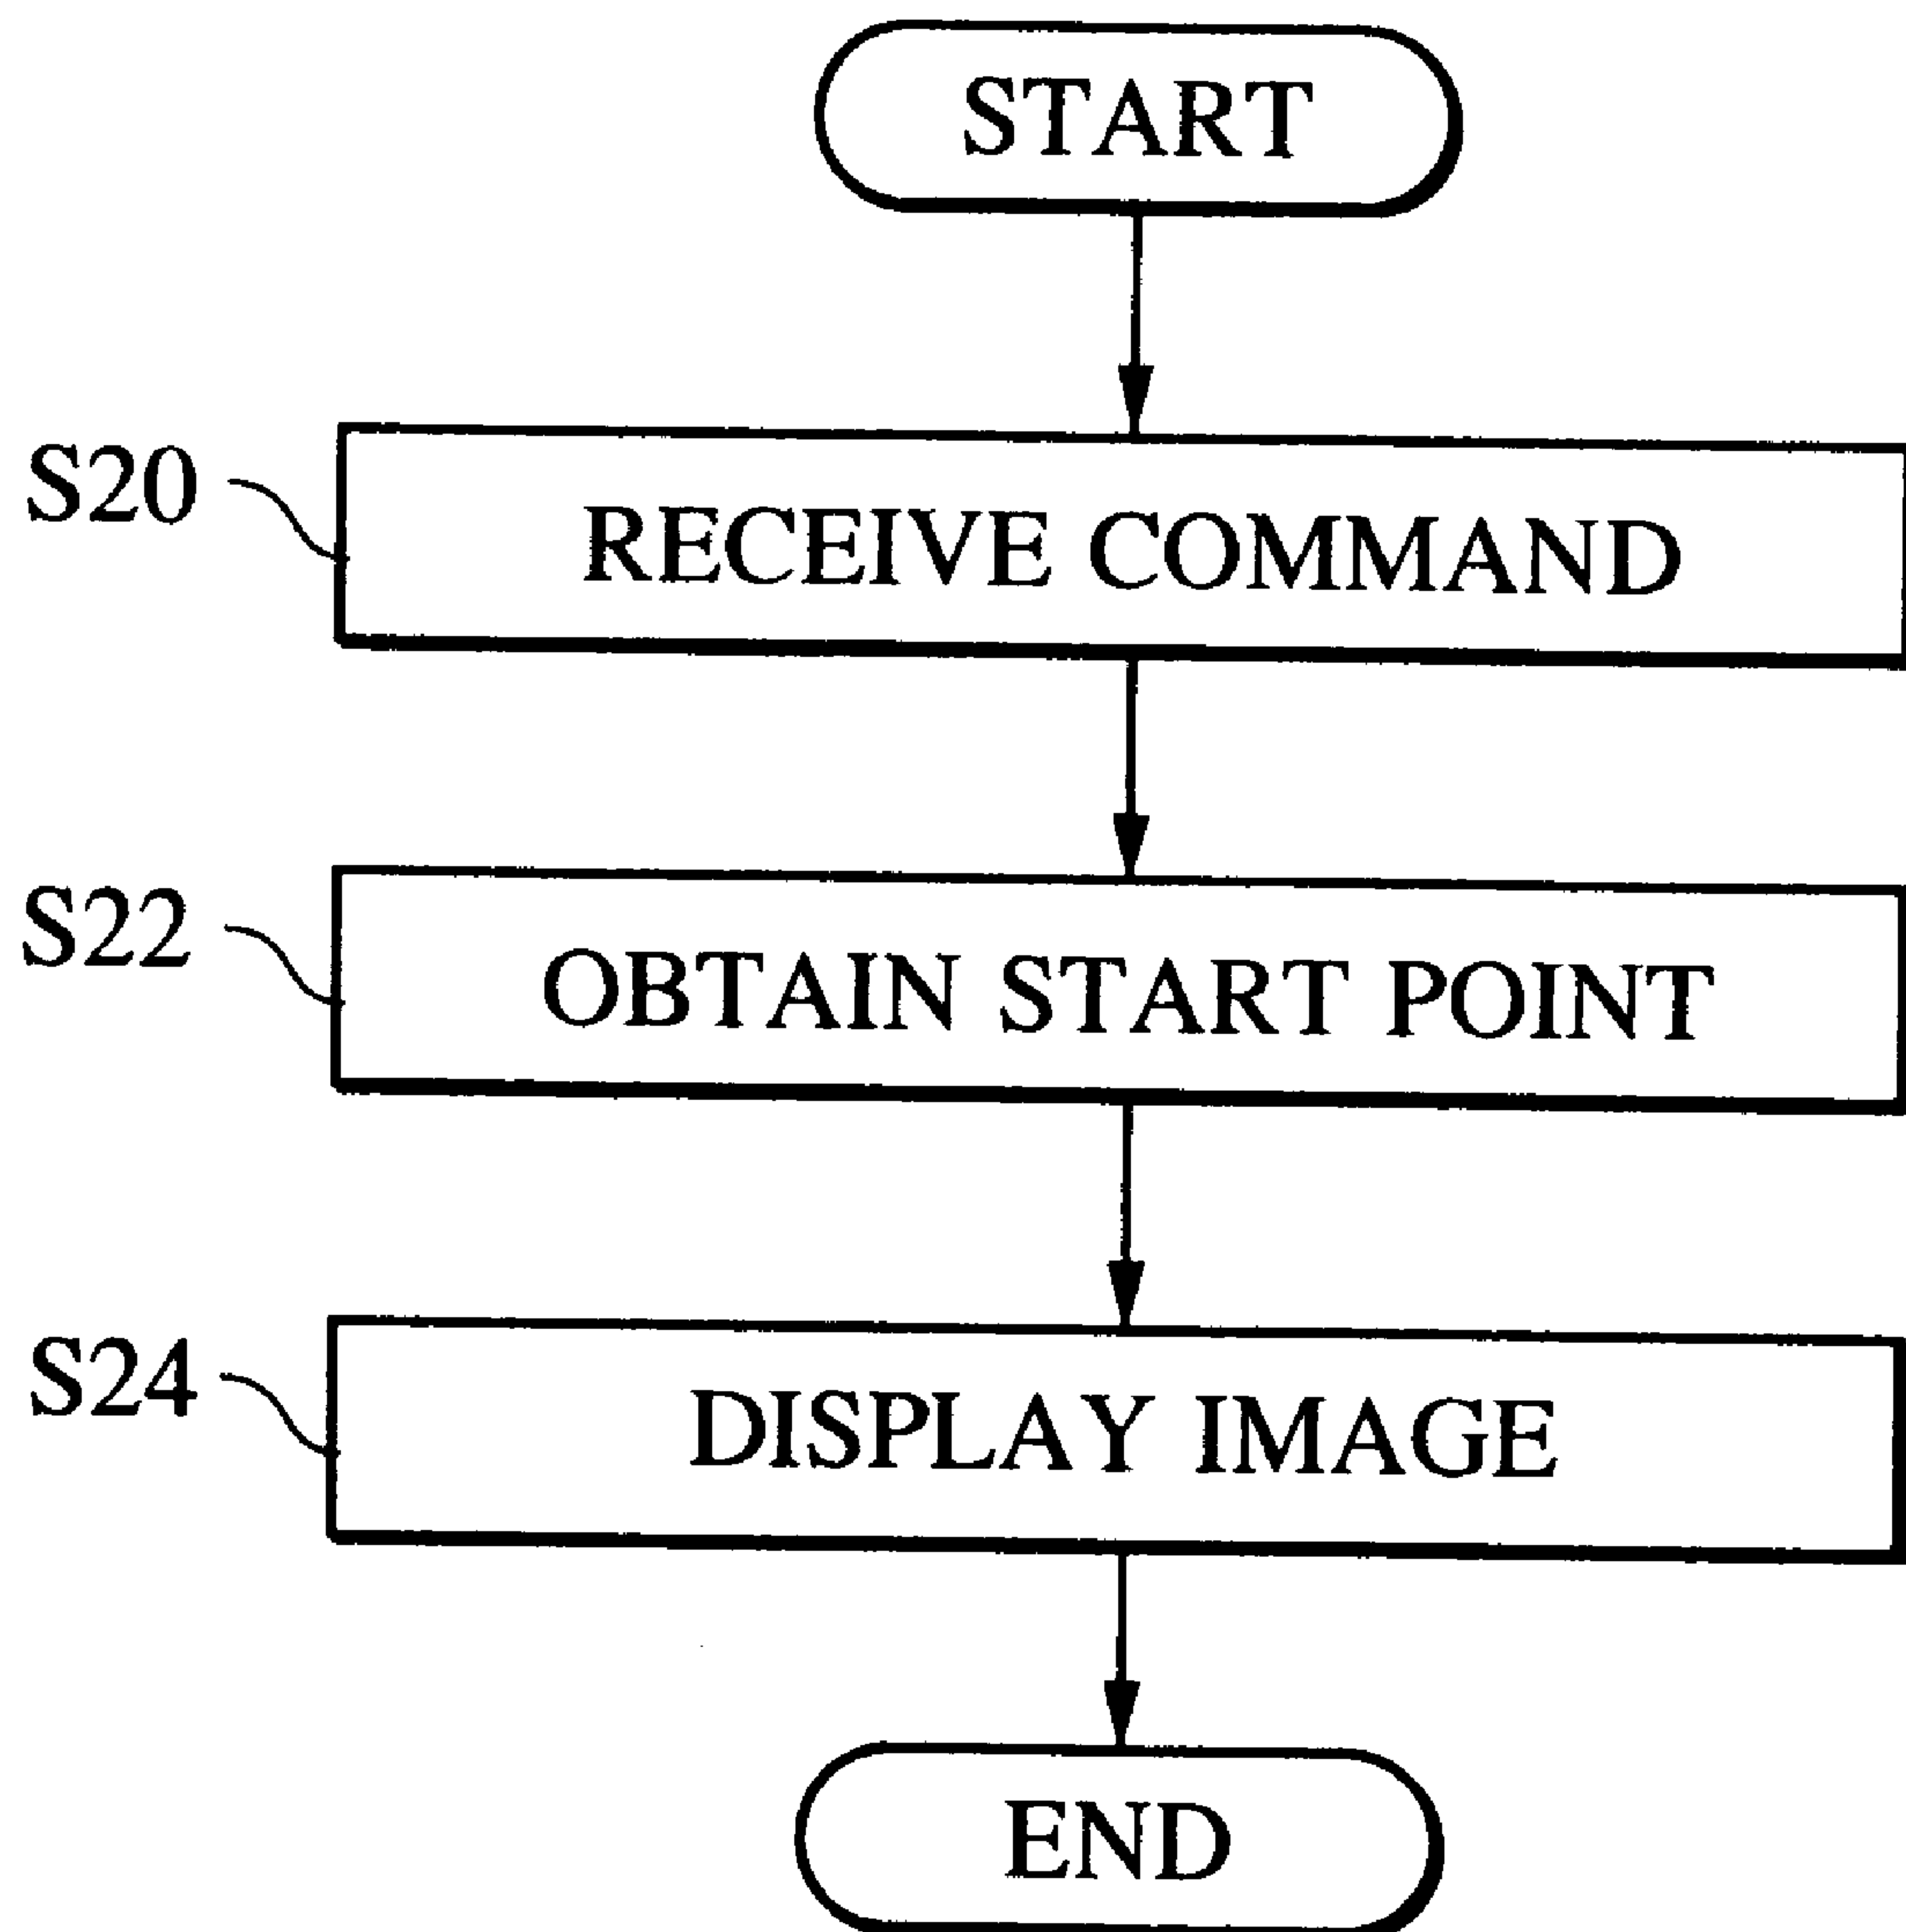 START
S20
RECEIVE COMMAND
S22
OBTAIN START POINT
S24
DISPLAY IMAGE
END